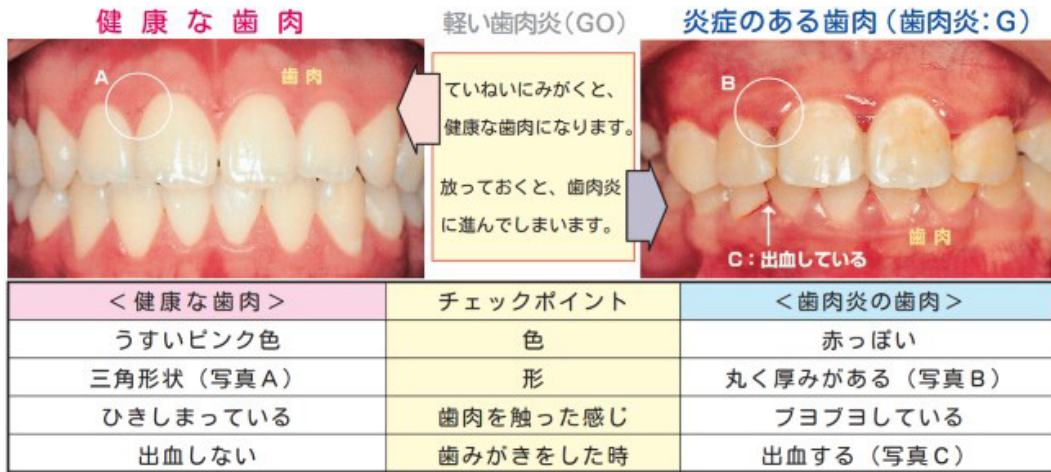 健康な歯肉
軽い歯肉炎（GO）
炎症のある歯肉（歯肉炎：G）
A
歯肉
ていねいにみがくと、
健康な歯肉になります。
放っておくと、歯肉炎
に進んでしまいます。
B
歯肉
C：出血している
＜健康な歯肉＞ チェックポイント ＜歯肉炎の歯肉＞
うすいピンク色 色 赤っぽい
三角形状（写真A） 形 丸く厚みがある（写真B）
ひきしまっている 歯肉を触った感じ ブヨブヨしている
出血しない 歯みがきをした時 出血する（写真C）